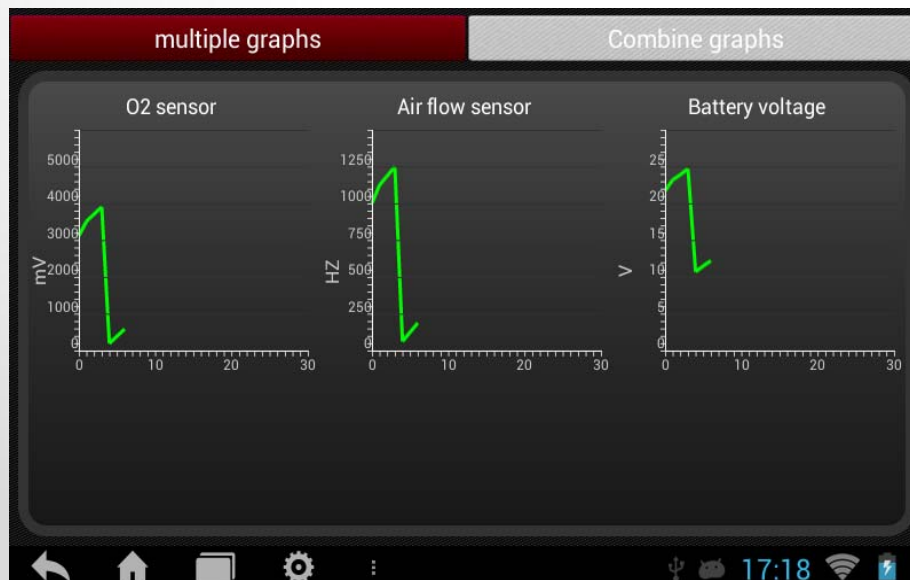 multiple graphs Combine graphs
O2 sensor Air flow sensor Battery voltage
5000
4000
3000
2000
1000
0
mV
0 10 20 30
1250
1000
750
500
250
0
HZ
0 10 20 30
25
20
15
10
5
0
V
0 10 20 30
17:18